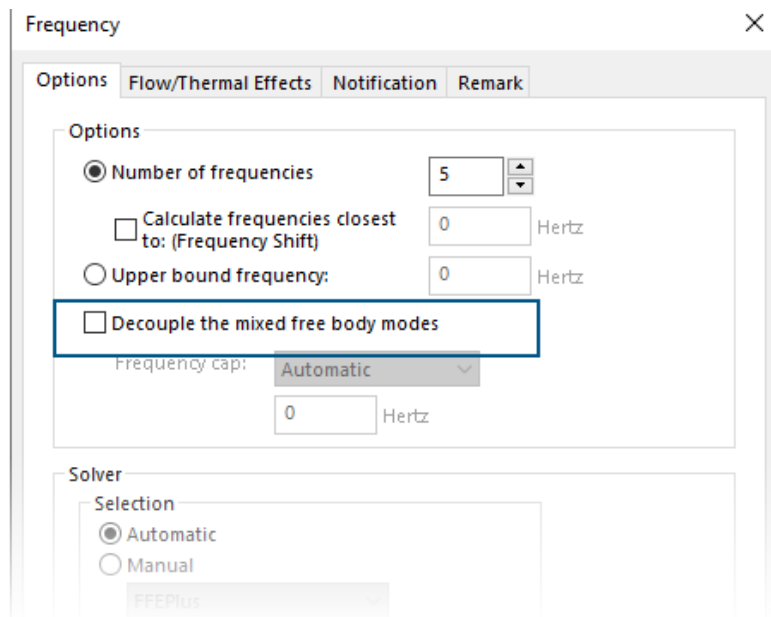 Frequency
Options Flow/Thermal Effects Notification Remark
Options
Number of frequencies 5
Calculate frequencies closest
to: (Frequency Shift) 0 Hertz
Upper bound frequency: 0 Hertz
Decouple the mixed free body modes
Frequency cap: Automatic
0 Hertz
Solver
Selection
Automatic
Manual
FFEPlus